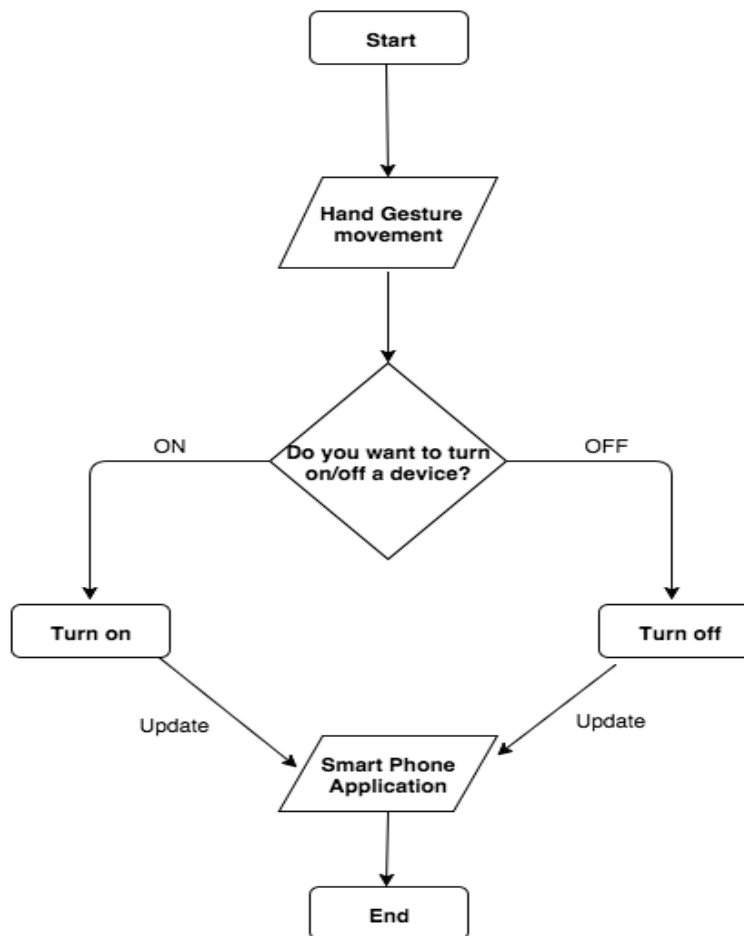 Start
Hand Gesture
movement
Do you want to turn
on/off a device?
ON
OFF
Turn on
Turn off
Update
Update
Smart Phone
Application
End